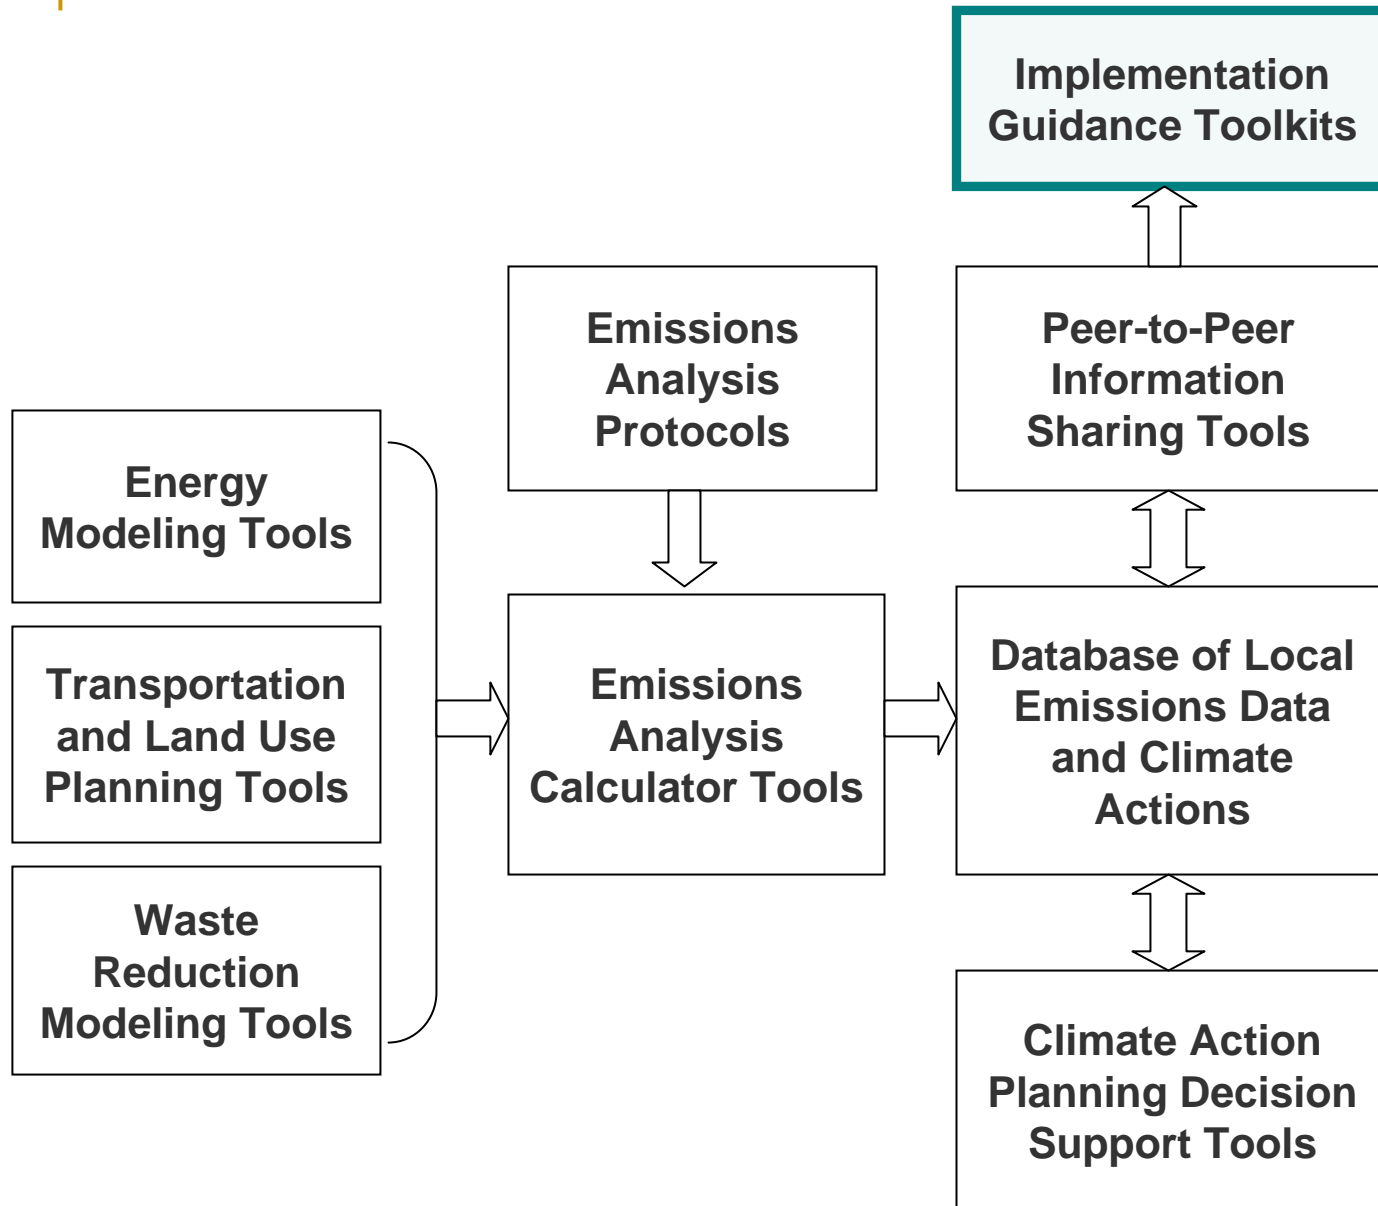 Implementation
Guidance Toolkits
Emissions
Analysis
Protocols
Peer-to-Peer
Information
Sharing Tools
Energy
Modeling Tools
Transportation
and Land Use
Planning Tools
Waste
Reduction
Modeling Tools
Emissions
Analysis
Calculator Tools
Database of Local
Emissions Data
and Climate
Actions
Climate Action
Planning Decision
Support Tools